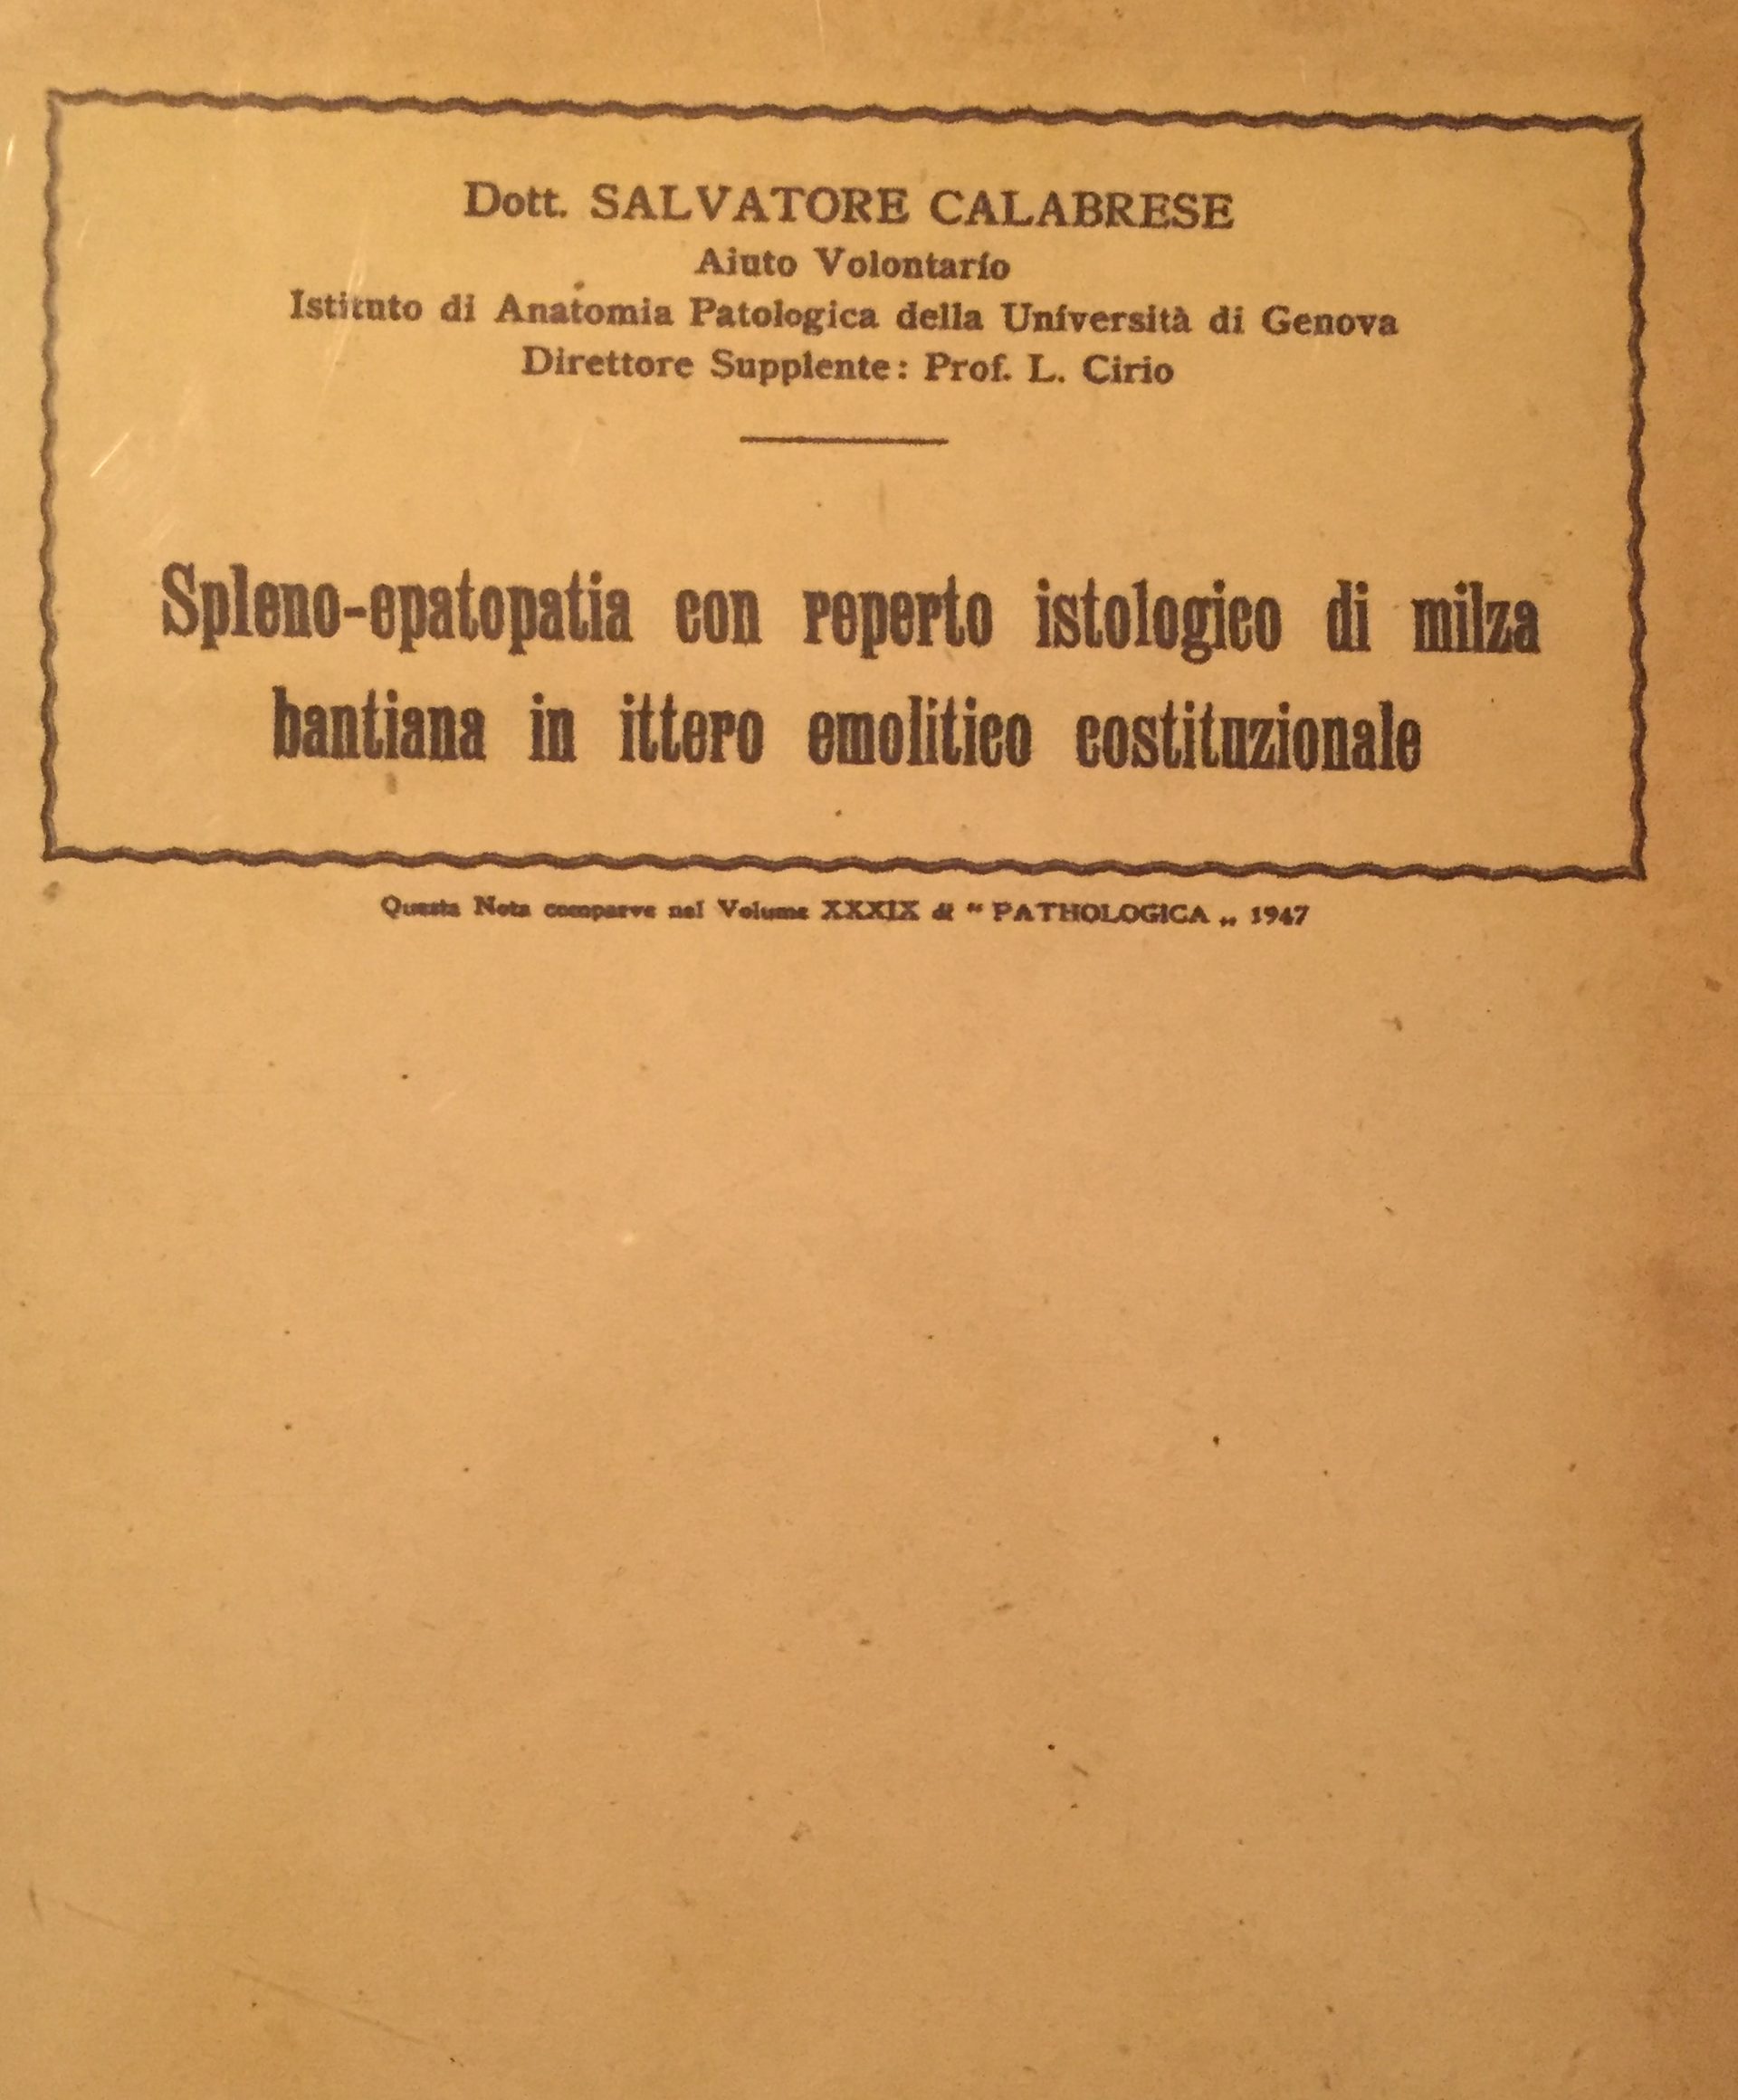 Dott. SALVATORE CALABRESE
Aiuto Volontario
Istituto di Anatomia Patologica della Università di Genova
Direttore Supplente: Prof. L. Cirio
Spleno-epatopatia con reperto istologico di milza
bantiana in ittero emolitico costituzionale
Questa Nota comparve nel Volume XXXIX di “ PATHOLOGICA „ 1947